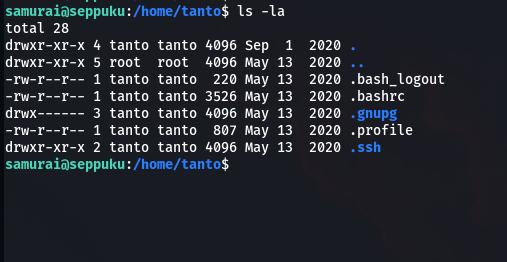 samurai@seppuku:/home/tanto$ ls -la
total 28
drwxr-xr-x 4 tanto tanto 4096 Sep  1  2020 .
drwxr-xr-x 5 root  root  4096 May 13  2020 ..
-rw-r--r-- 1 tanto tanto  220 May 13  2020 .bash_logout
-rw-r--r-- 1 tanto tanto 3526 May 13  2020 .bashrc
drwx------ 3 tanto tanto 4096 May 13  2020 .gnupg
-rw-r--r-- 1 tanto tanto  807 May 13  2020 .profile
drwxr-xr-x 2 tanto tanto 4096 May 13  2020 .ssh
samurai@seppuku:/home/tanto$